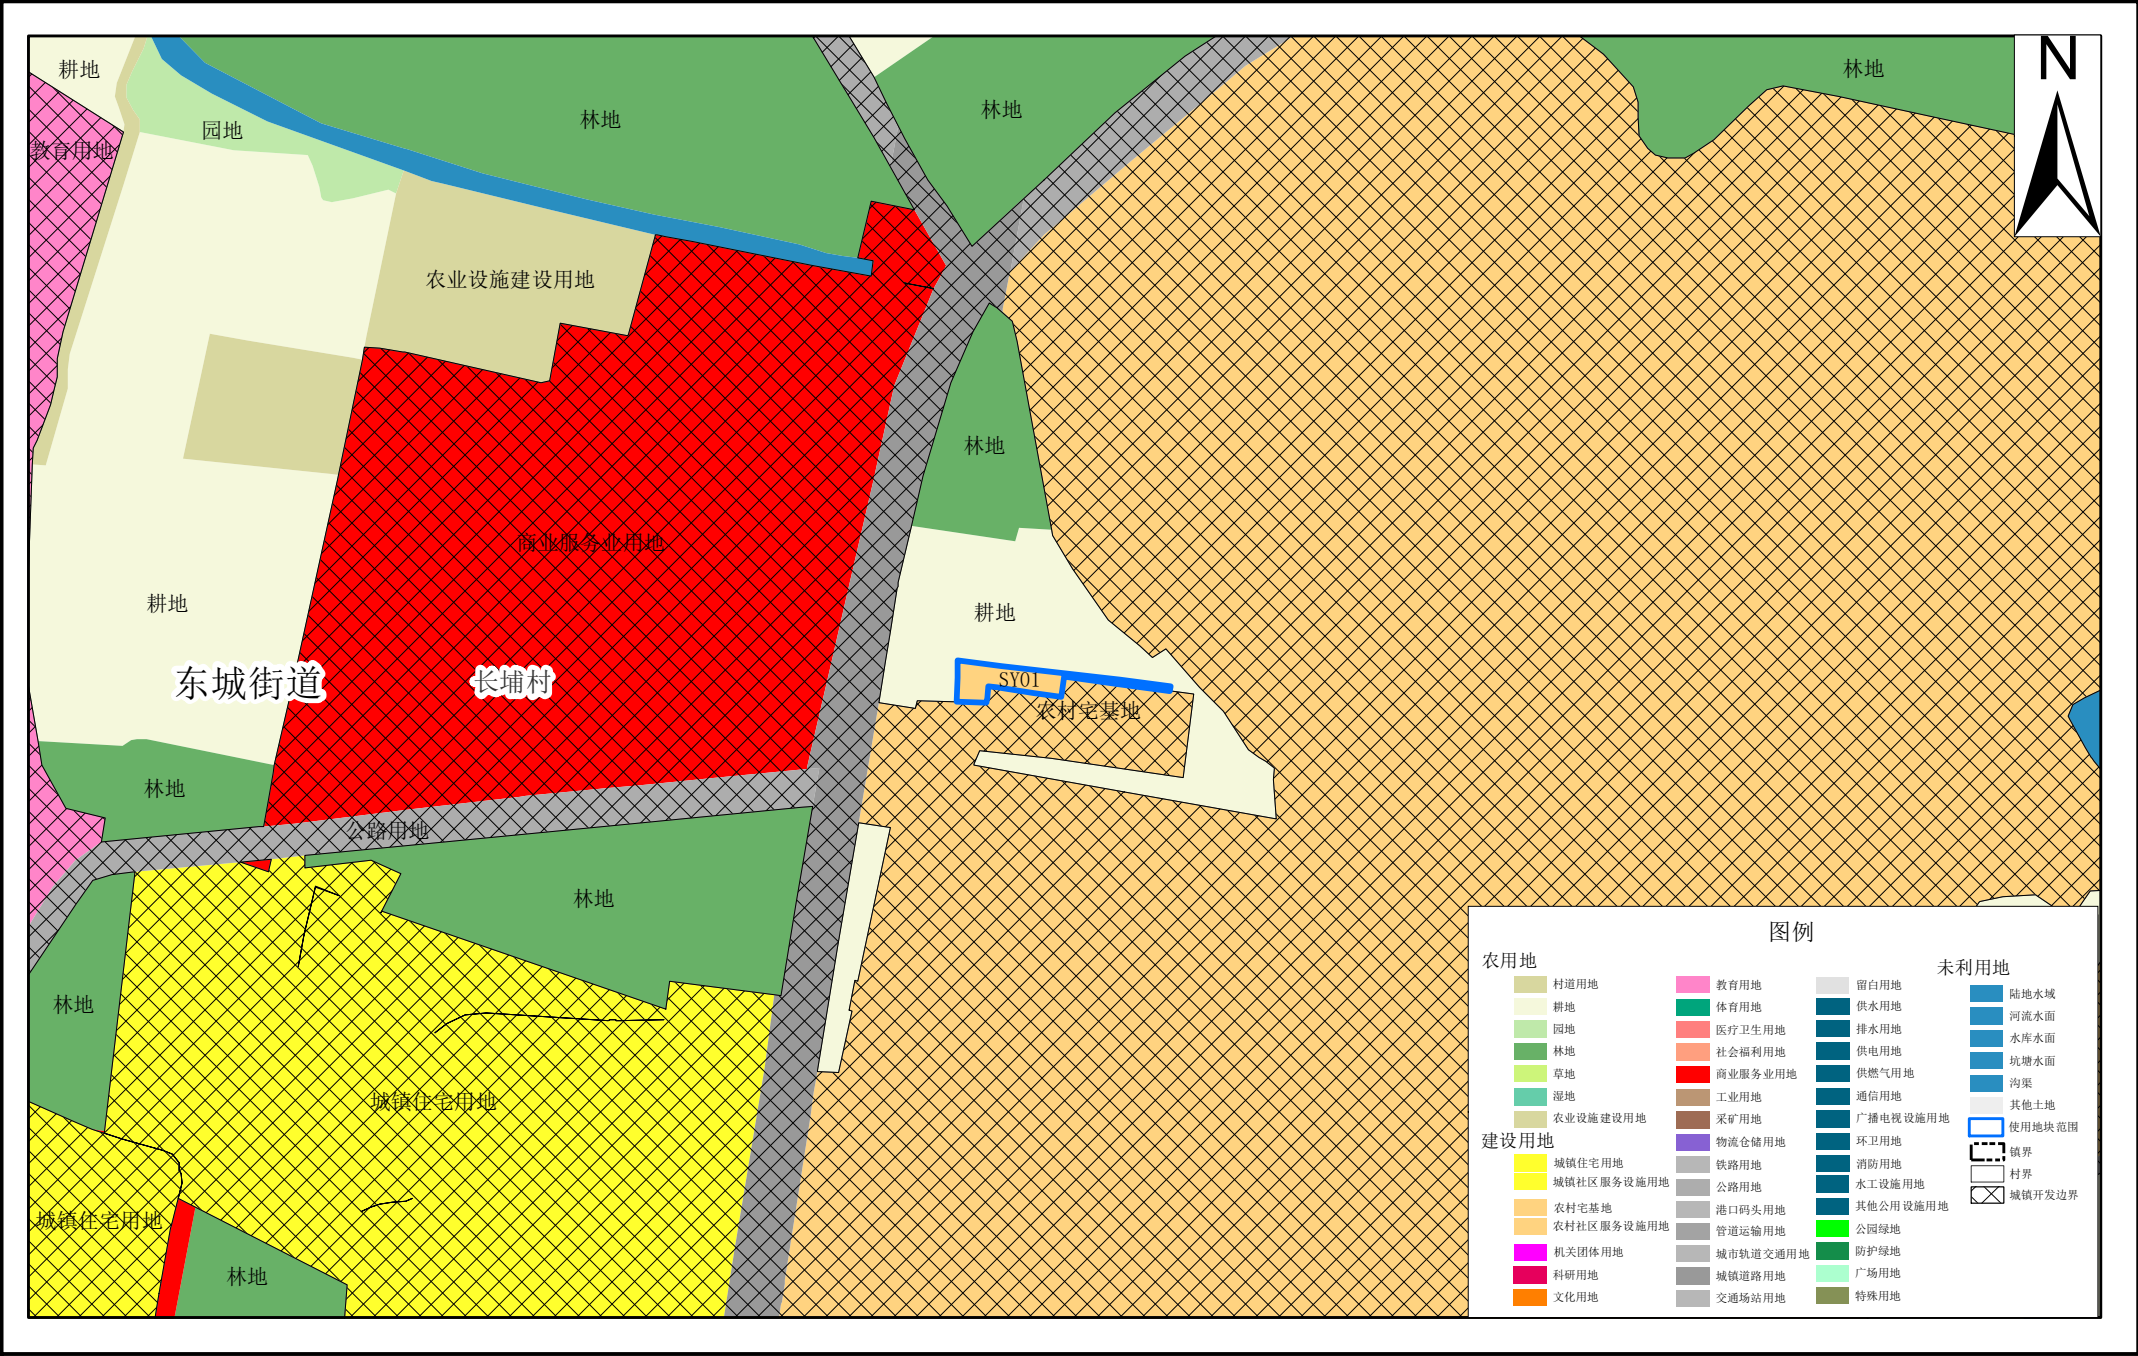 N
耕地
林地
林地
林地
园地
教育用地
农业设施建设用地
林地
商业服务业用地
耕地
耕地
东城街道
长埔村
SY01
农村宅基地
林地
公路用地
林地
林地
城镇住宅用地
城镇住宅用地
林地
图例
农用地
村道用地
耕地
园地
林地
草地
湿地
农业设施建设用地
建设用地
城镇住宅用地
城镇社区服务设施用地
农村宅基地
农村社区服务设施用地
机关团体用地
科研用地
文化用地
教育用地
体育用地
医疗卫生用地
社会福利用地
商业服务业用地
工业用地
采矿用地
物流仓储用地
铁路用地
公路用地
港口码头用地
管道运输用地
城市轨道交通用地
城镇道路用地
交通场站用地
留白用地
供水用地
排水用地
供电用地
供燃气用地
通信用地
广播电视设施用地
环卫用地
消防用地
水工设施用地
其他公用设施用地
公园绿地
防护绿地
广场用地
特殊用地
未利用地
陆地水域
河流水面
水库水面
坑塘水面
沟渠
其他土地
使用地块范围
镇界
村界
城镇开发边界